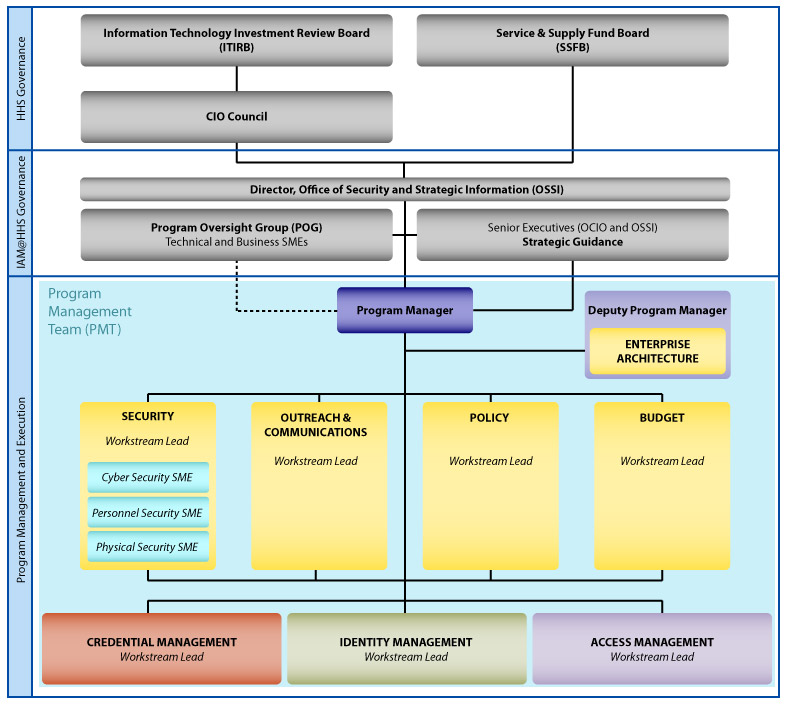 HHS Governance
Information Technology Investment Review Board
(ITIRB)
Service & Supply Fund Board
(SSFB)
CIO Council
IAM@HHS Governance
Director, Office of Security and Strategic Information (OSSI)
Program Oversight Group (POG)
Technical and Business SMEs
Senior Executives (OCIO and OSSI)
Strategic Guidance
Program Management and Execution
Program
Management
Team (PMT)
Program Manager
Deputy Program Manager
ENTERPRISE
ARCHITECTURE
SECURITY
Workstream Lead
Cyber Security SME
Personnel Security SME
Physical Security SME
OUTREACH &
COMMUNICATIONS
Workstream Lead
POLICY
Workstream Lead
BUDGET
Workstream Lead
CREDENTIAL MANAGEMENT
Workstream Lead
IDENTITY MANAGEMENT
Workstream Lead
ACCESS MANAGEMENT
Workstream Lead